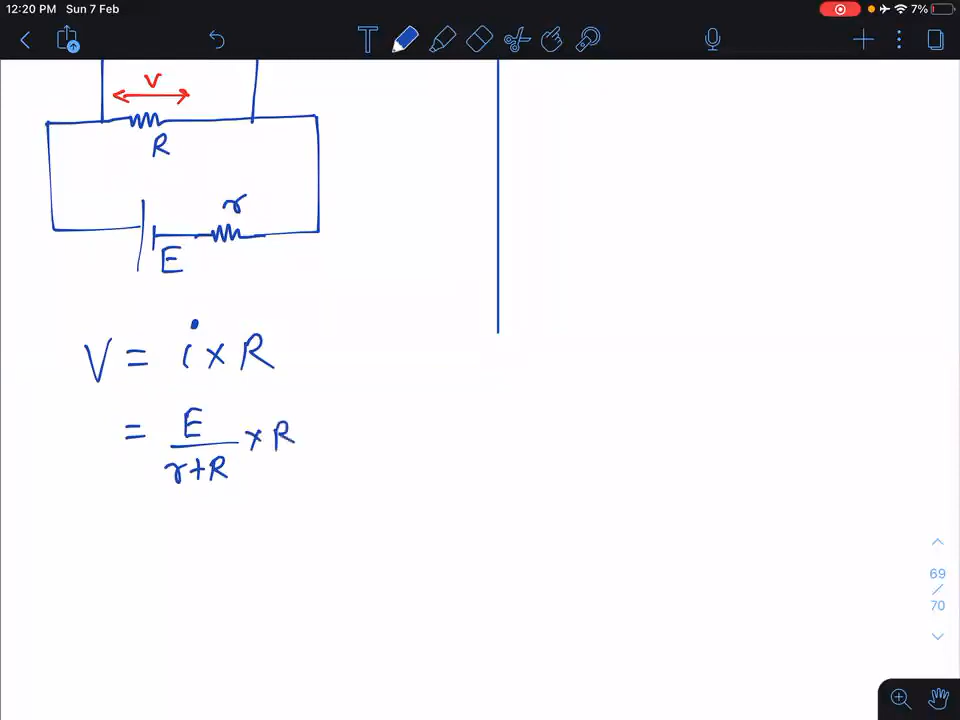 12:20 PM Sun 7 Feb 7%
T
V
R
r
E
V = i × R
= E/(r+R) × R
69
/
70